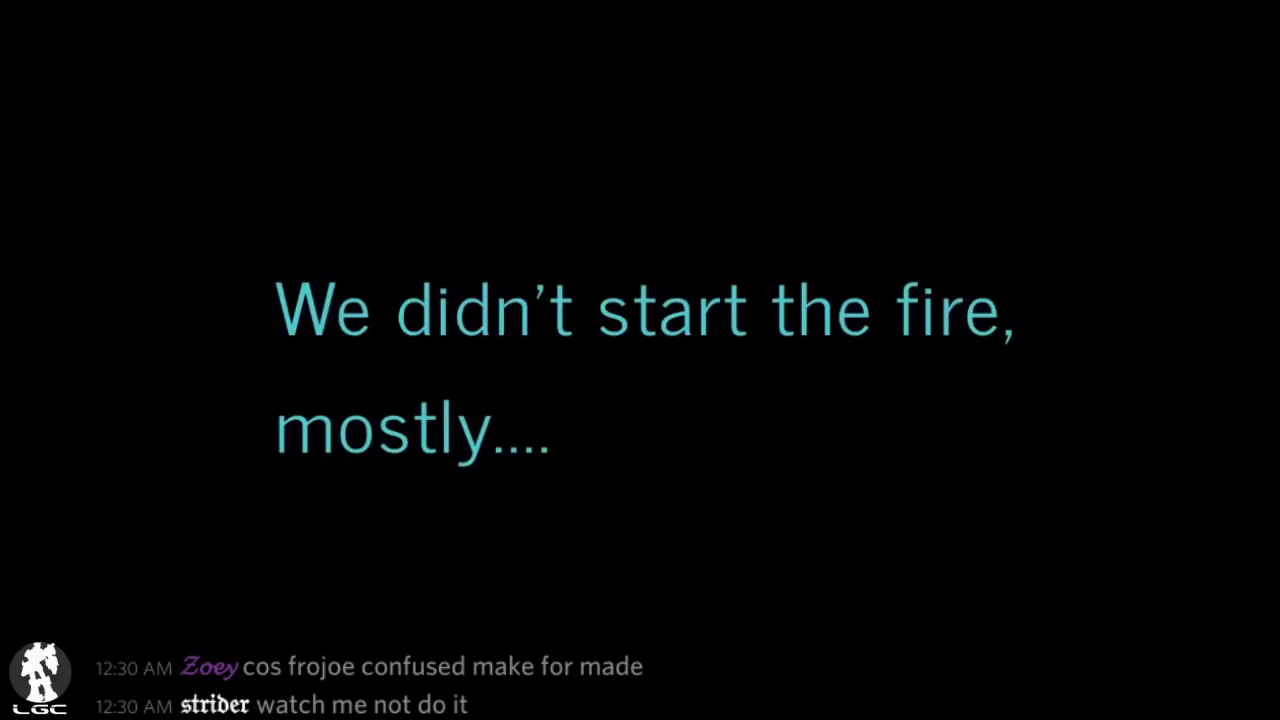 We didn't start the fire,
mostly....
12:30 AM Zoey cos frojoe confused make for made
12:30 AM strider watch me not do it
LGC